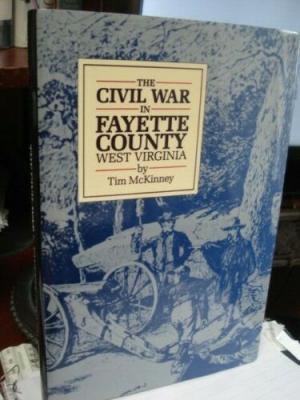 THE
CIVIL WAR
IN
FAYETTE
COUNTY
WEST VIRGINIA
by
Tim McKinney